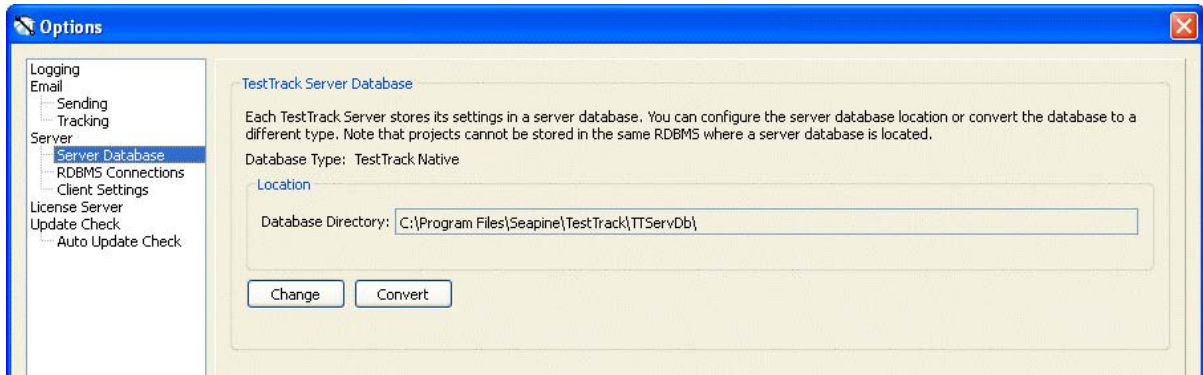 Options
Logging
Email
Sending
Tracking
Server
Server Database
RDBMS Connections
Client Settings
License Server
Update Check
Auto Update Check
TestTrack Server Database
Each TestTrack Server stores its settings in a server database. You can configure the server database location or convert the database to a
different type. Note that projects cannot be stored in the same RDBMS where a server database is located.
Database Type: TestTrack Native
Location
Database Directory: C:\Program Files\Seapine\TestTrack\TTServDb\
Change Convert